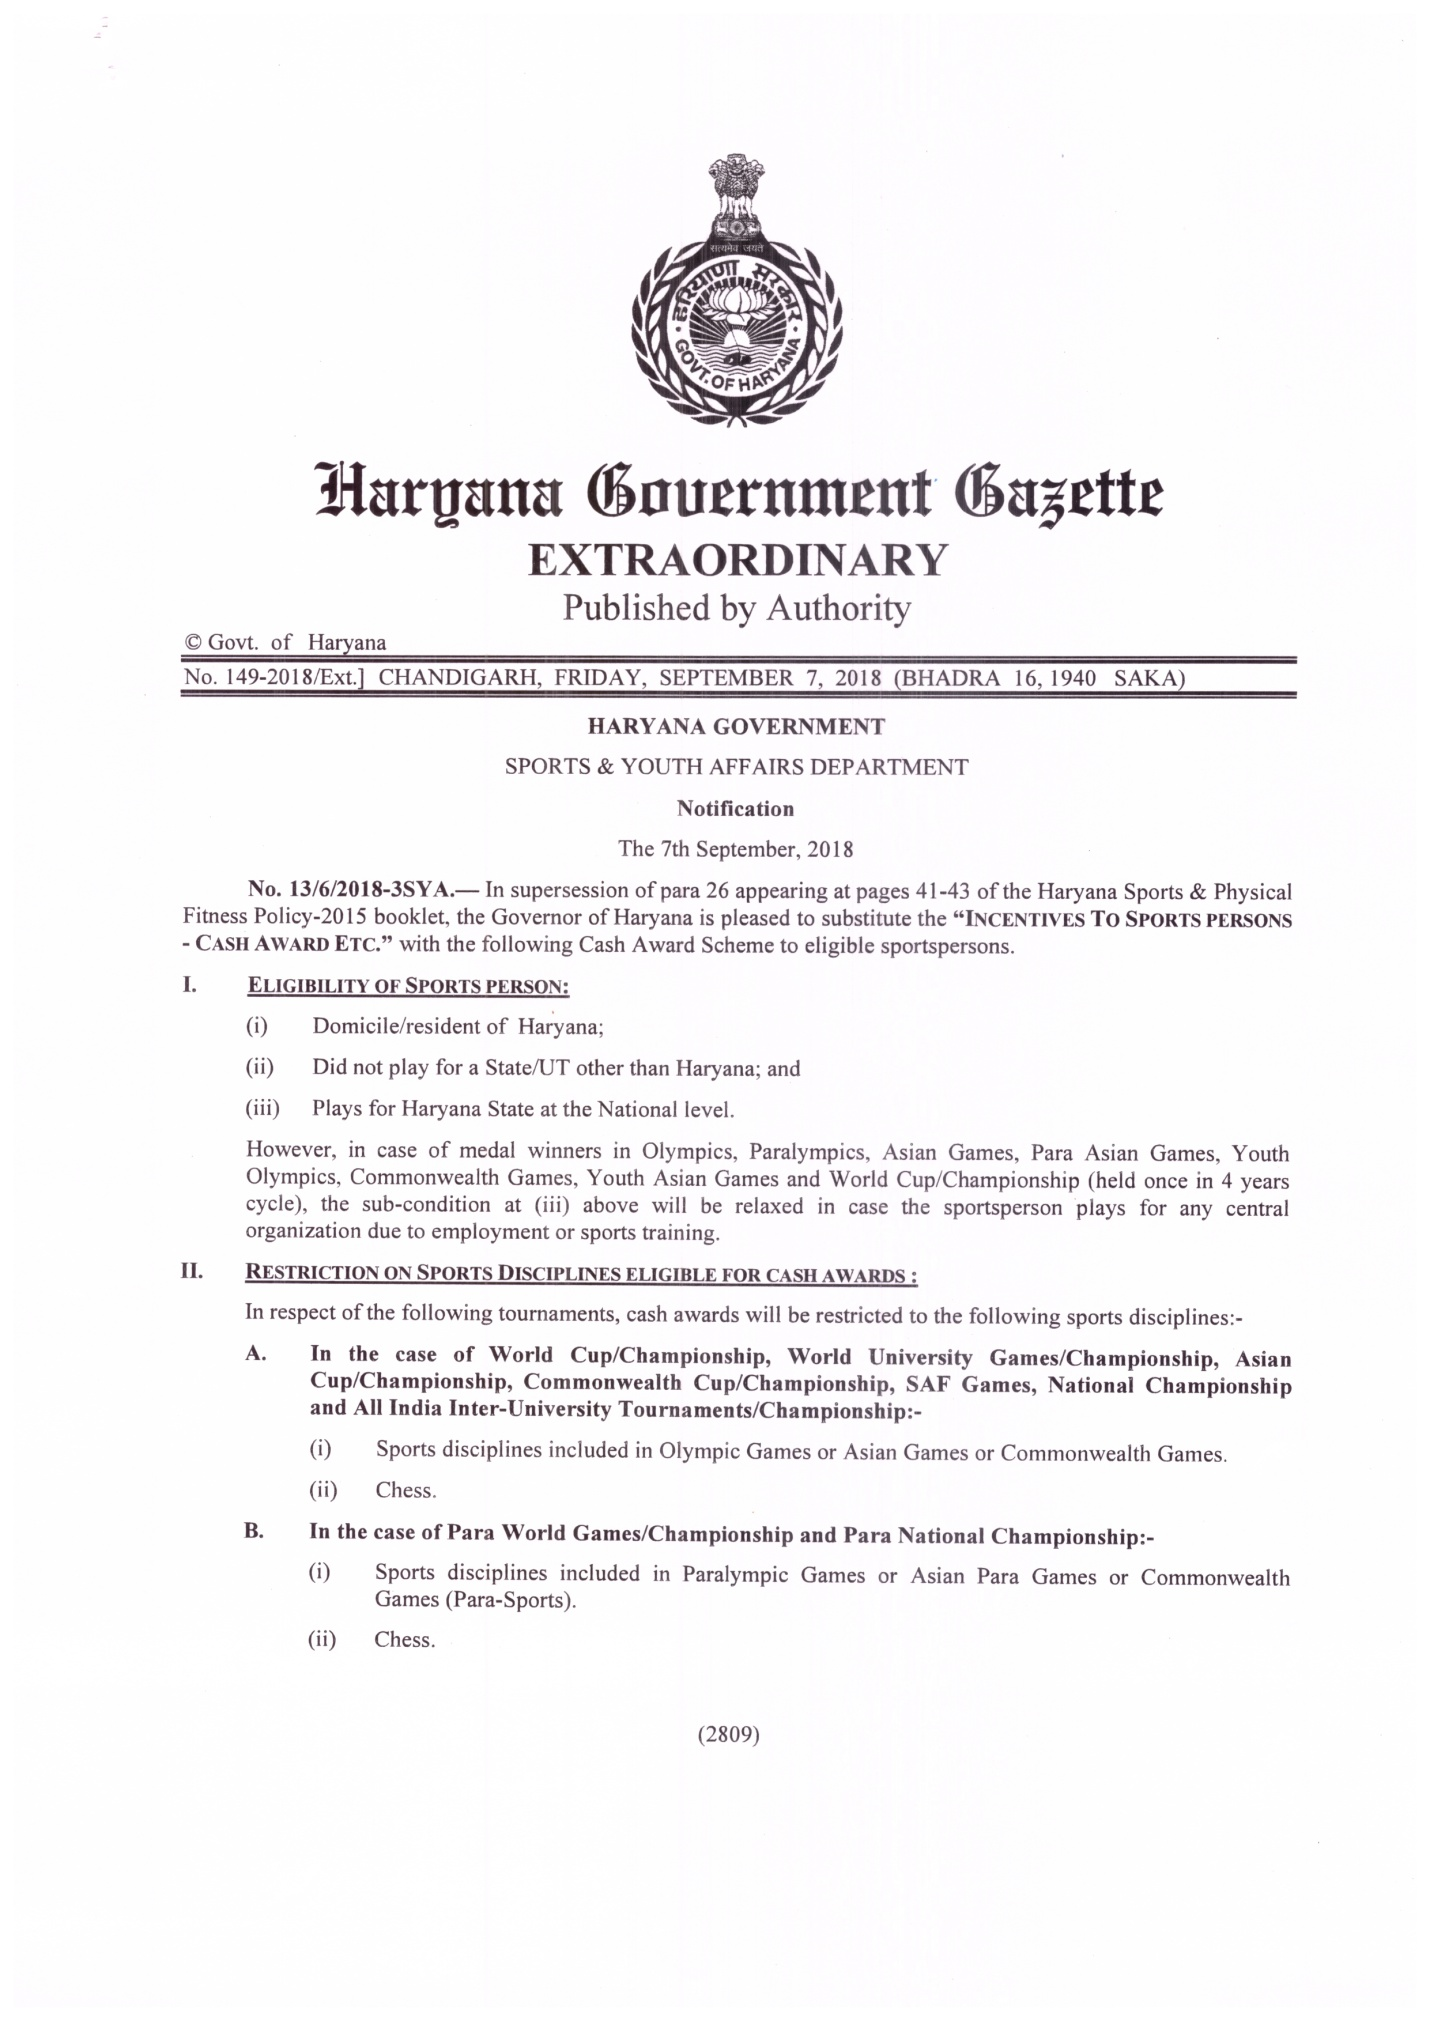 सत्यमेव जयते
हरियाणा सरकार
GOVT. OF HARYANA
Haryana Government Gazette
EXTRAORDINARY
Published by Authority
© Govt. of Haryana
No. 149-2018/Ext.] CHANDIGARH, FRIDAY, SEPTEMBER 7, 2018 (BHADRA 16, 1940 SAKA)
HARYANA GOVERNMENT
SPORTS & YOUTH AFFAIRS DEPARTMENT
Notification
The 7th September, 2018
No. 13/6/2018-3SYA.— In supersession of para 26 appearing at pages 41-43 of the Haryana Sports & Physical
Fitness Policy-2015 booklet, the Governor of Haryana is pleased to substitute the “INCENTIVES TO SPORTS PERSONS
- CASH AWARD ETC.” with the following Cash Award Scheme to eligible sportspersons.
I. ELIGIBILITY OF SPORTS PERSON:
(i) Domicile/resident of Haryana;
(ii) Did not play for a State/UT other than Haryana; and
(iii) Plays for Haryana State at the National level.
However, in case of medal winners in Olympics, Paralympics, Asian Games, Para Asian Games, Youth
Olympics, Commonwealth Games, Youth Asian Games and World Cup/Championship (held once in 4 years
cycle), the sub-condition at (iii) above will be relaxed in case the sportsperson plays for any central
organization due to employment or sports training.
II. RESTRICTION ON SPORTS DISCIPLINES ELIGIBLE FOR CASH AWARDS :
In respect of the following tournaments, cash awards will be restricted to the following sports disciplines:-
A. In the case of World Cup/Championship, World University Games/Championship, Asian
Cup/Championship, Commonwealth Cup/Championship, SAF Games, National Championship
and All India Inter-University Tournaments/Championship:-
(i) Sports disciplines included in Olympic Games or Asian Games or Commonwealth Games.
(ii) Chess.
B. In the case of Para World Games/Championship and Para National Championship:-
(i) Sports disciplines included in Paralympic Games or Asian Para Games or Commonwealth
Games (Para-Sports).
(ii) Chess.
(2809)